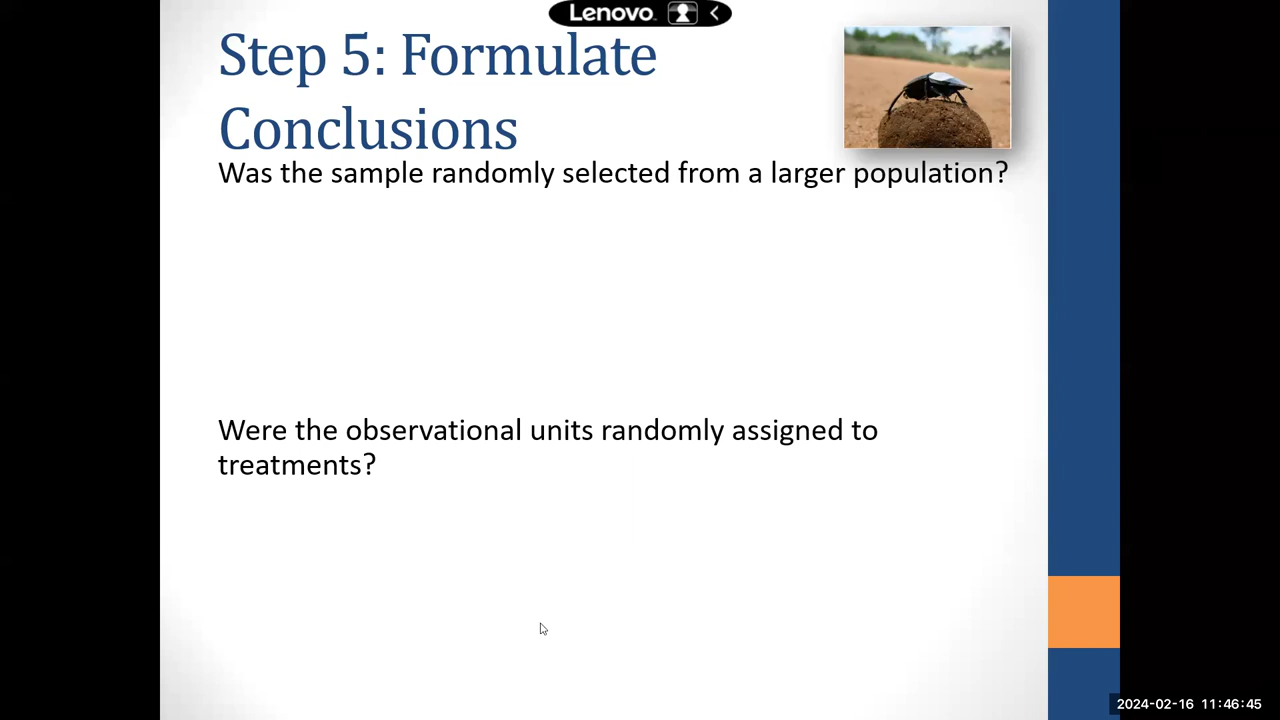 Lenovo
Step 5: Formulate
Conclusions
Was the sample randomly selected from a larger population?
Were the observational units randomly assigned to
treatments?
2024-02-16 11:46:45